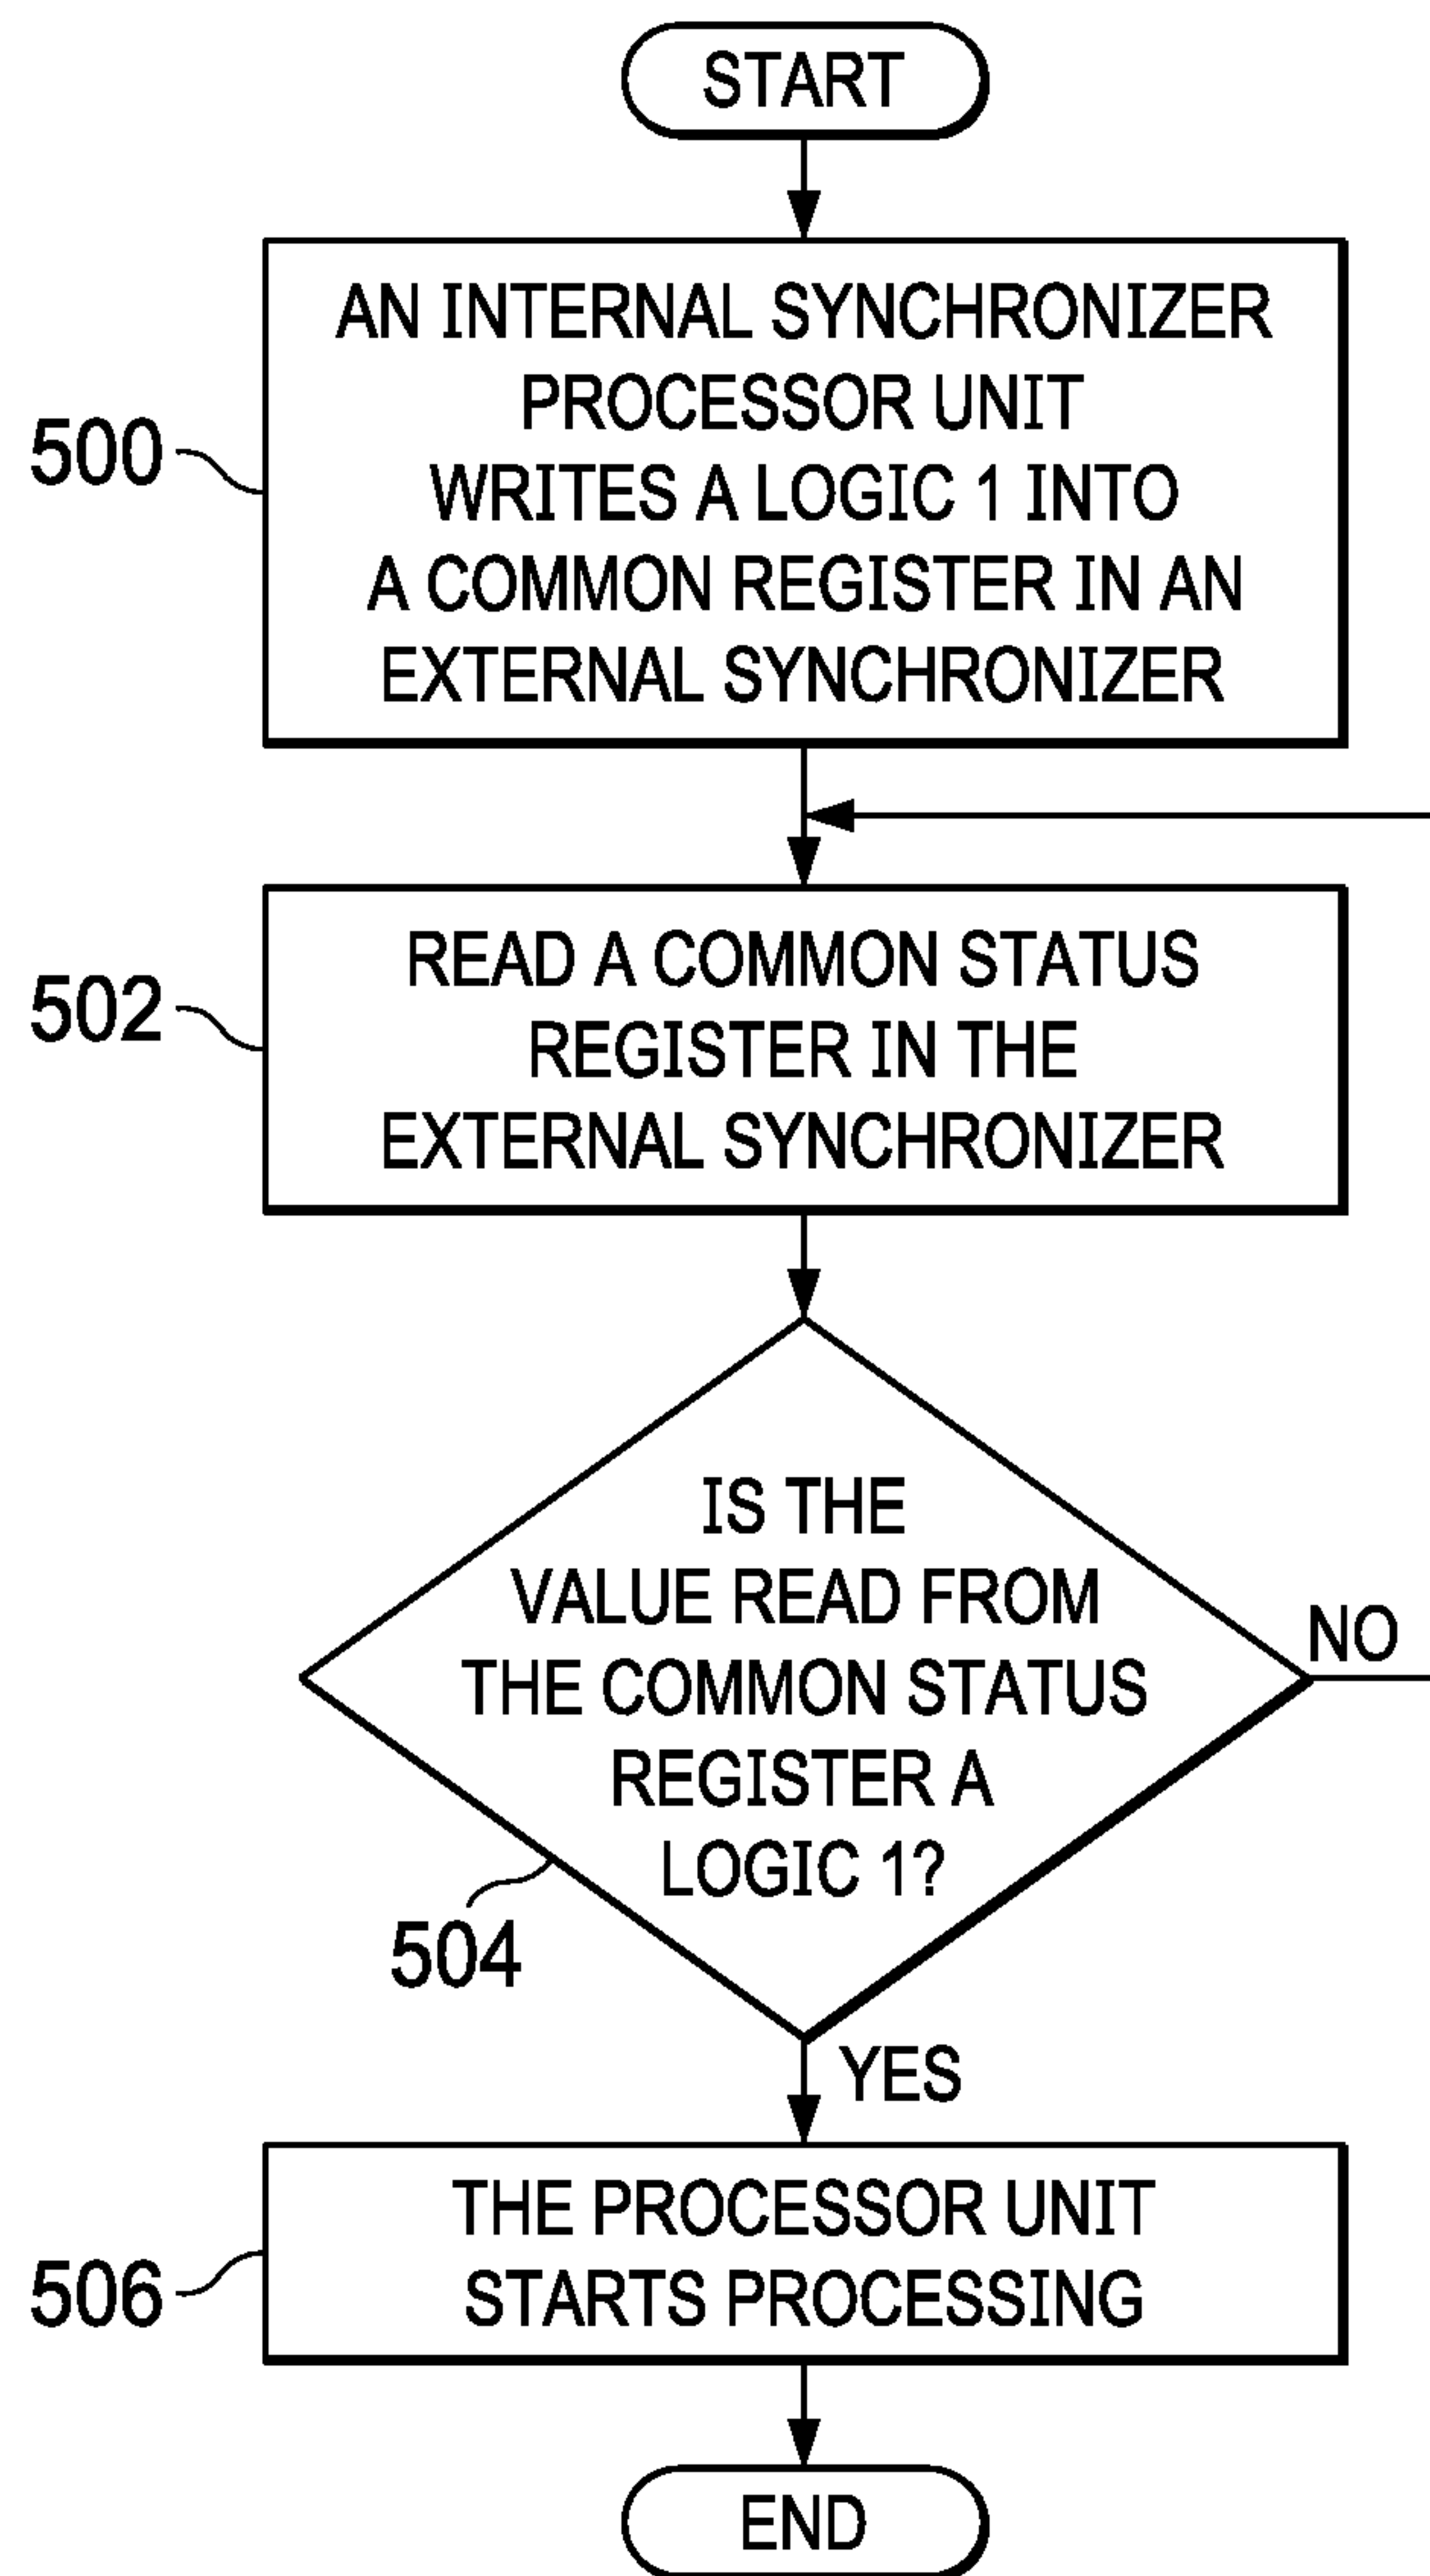 START
AN INTERNAL SYNCHRONIZER
PROCESSOR UNIT
WRITES A LOGIC 1 INTO
A COMMON REGISTER IN AN
EXTERNAL SYNCHRONIZER
500
READ A COMMON STATUS
REGISTER IN THE
EXTERNAL SYNCHRONIZER
502
IS THE
VALUE READ FROM
THE COMMON STATUS
REGISTER A
LOGIC 1?
NO
504
YES
THE PROCESSOR UNIT
STARTS PROCESSING
506
END